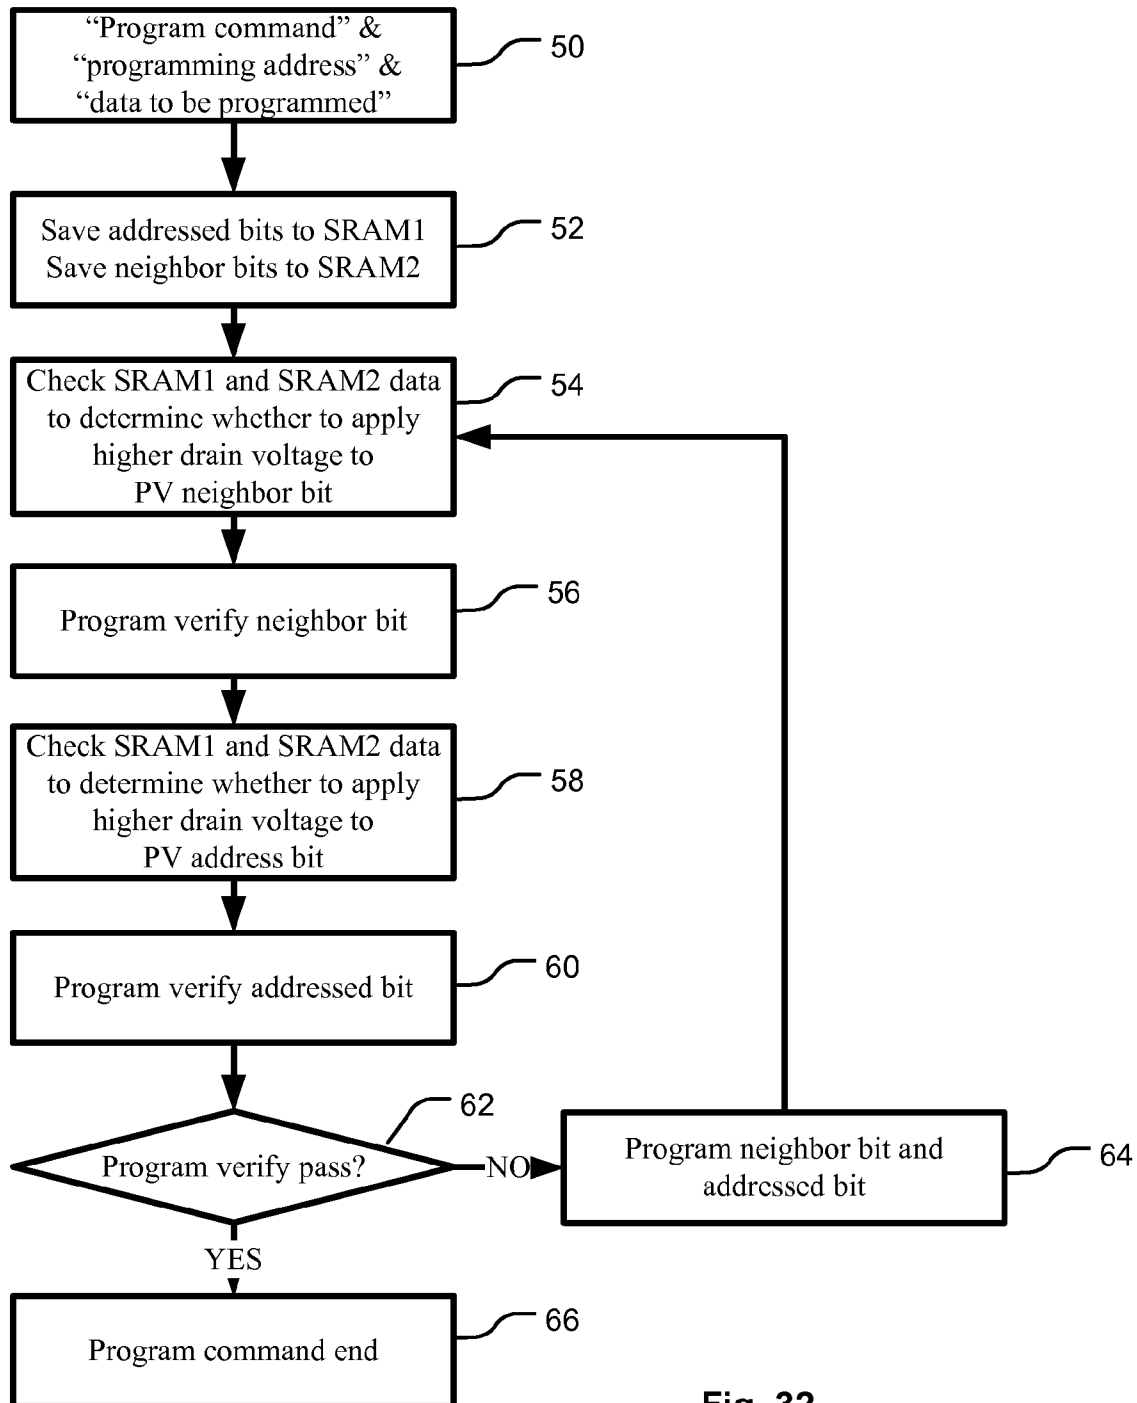 “Program command” &
“programming address” &
“data to be programmed”
50
Save addressed bits to SRAM1
Save neighbor bits to SRAM2
52
Check SRAM1 and SRAM2 data
to determine whether to apply
higher drain voltage to
PV neighbor bit
54
Program verify neighbor bit
56
Check SRAM1 and SRAM2 data
to determine whether to apply
higher drain voltage to
PV address bit
58
Program verify addressed bit
60
Program verify pass?
62
NO
Program neighbor bit and
addressed bit
64
YES
Program command end
66
Fig. 32